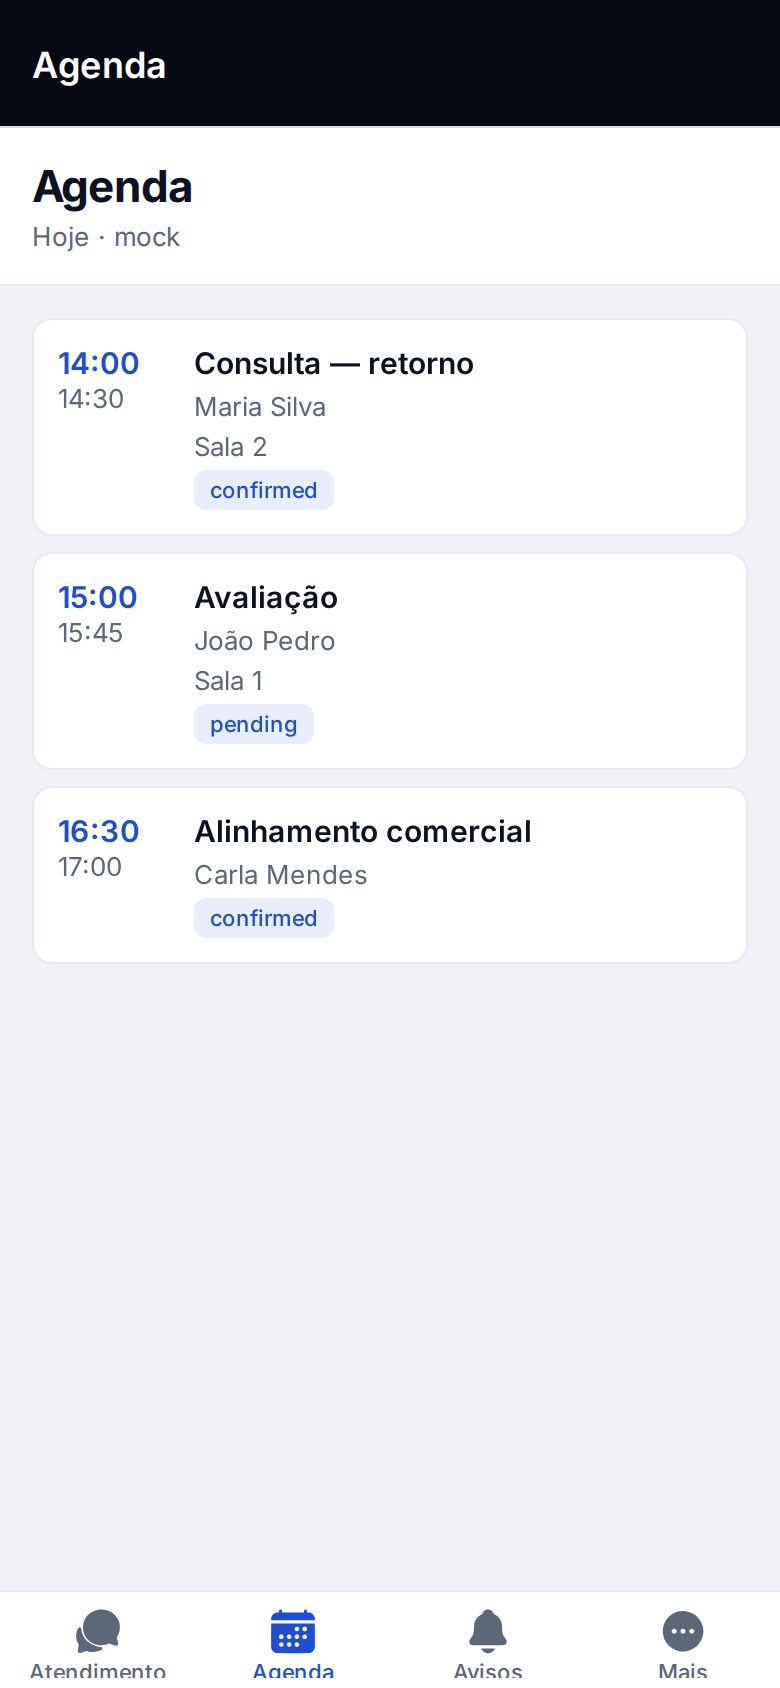 Agenda
Agenda
Hoje · mock
14:00
14:30
Consulta — retorno
Maria Silva
Sala 2
confirmed
15:00
15:45
Avaliação
João Pedro
Sala 1
pending
16:30
17:00
Alinhamento comercial
Carla Mendes
confirmed
Atendimento
Agenda
Avisos
Mais